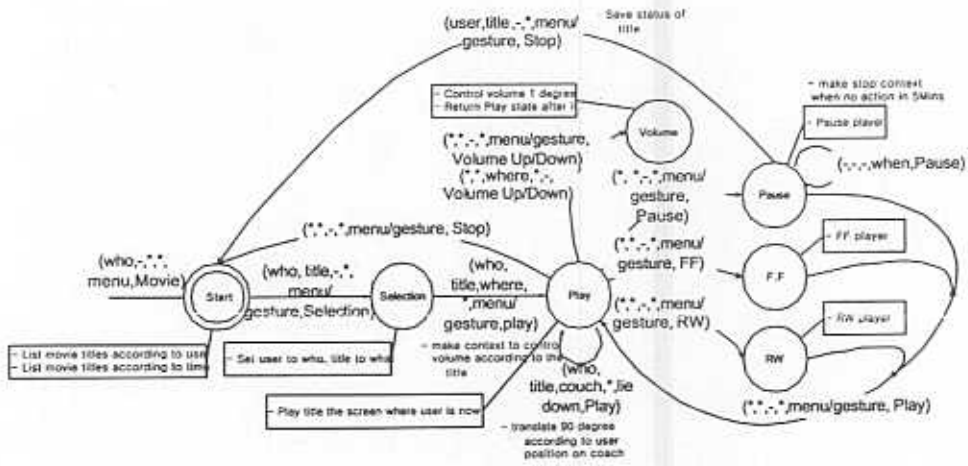 (user,title,-,*,menu/
gesture, Stop)
- Save status of
title
- Control volume 1 degree
- Return Play state after
Volume
- make stop context
when no action in 5Mins
- Pause player
(*,*,-,*,menu/gesture,
Volume Up/Down)
(*,*,where,*,-,
Volume Up/Down)
(*, *,-,*,menu/
gesture,
Pause)
Pause
(-,-,-,when,Pause)
(*,*,-,*,menu/gesture, Stop)
- FF player
(who,-,*,*,
menu,Movie)
Start
(who, title,-,*,
menu/
gesture,Selection)
Selection
(who,
title,where,
*,menu/
gesture,play)
Play
(*,*,-,*,menu/
gesture, FF)
F.F
(*,*,-,*,menu/
gesture, RW)
- RW player
RW
- List movie titles according to use
- List movie titles according to time
- Set user to who, title to wha
- make context to contro
volume according to the
title
(who,
title,couch,*,lie
down,Play)
- Play title the screen where user is now
- translate 90 degree
according to user
position on coach
(*,*,-,*,menu/gesture, Play)